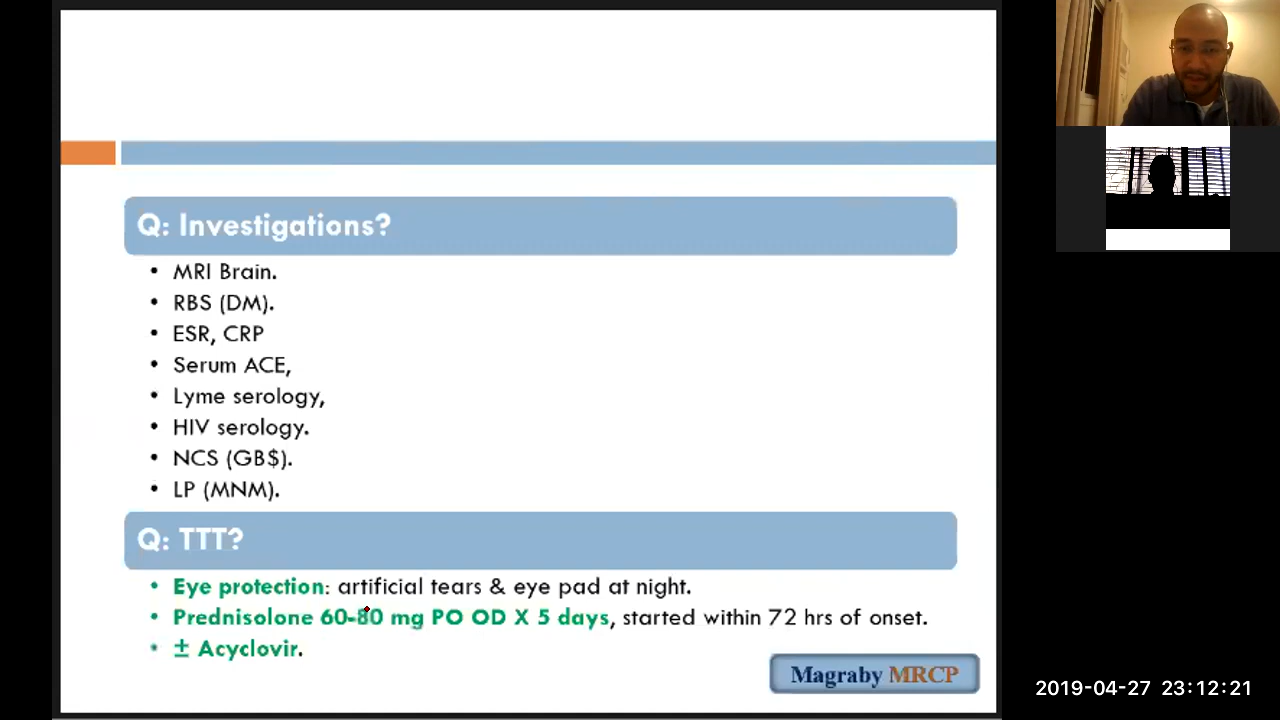 Q: Investigations?
• MRI Brain.
• RBS (DM).
• ESR, CRP
• Serum ACE,
• Lyme serology,
• HIV serology.
• NCS (GB$).
• LP (MNM).
Q: TTT?
• Eye protection: artificial tears & eye pad at night.
• Prednisolone 60-80 mg PO OD X 5 days, started within 72 hrs of onset.
• ± Acyclovir.
Magraby MRCP
2019-04-27 23:12:21